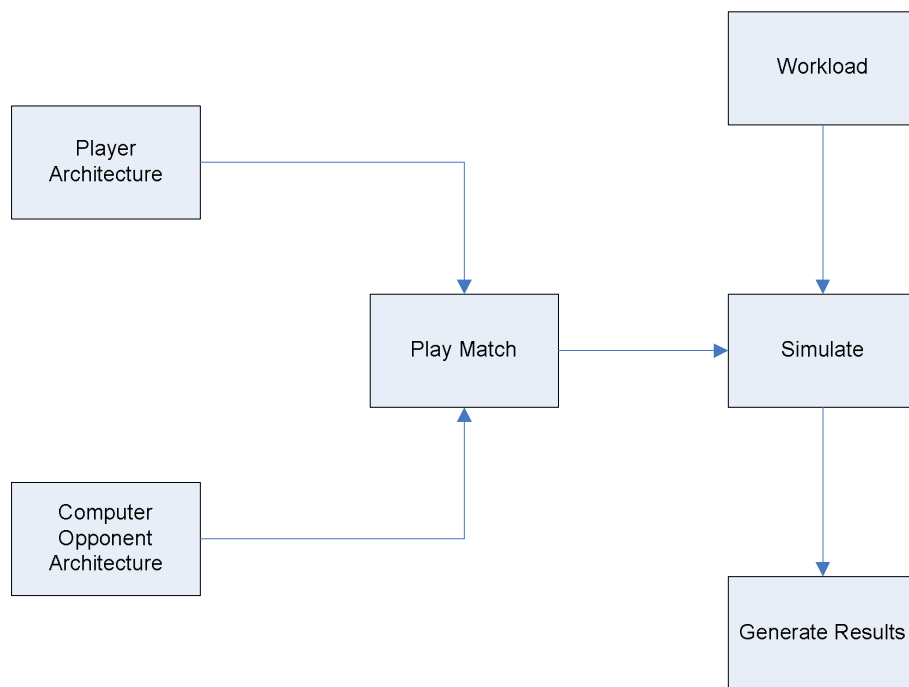 Workload
Player
Architecture
Play Match
Simulate
Computer
Opponent
Architecture
Generate Results